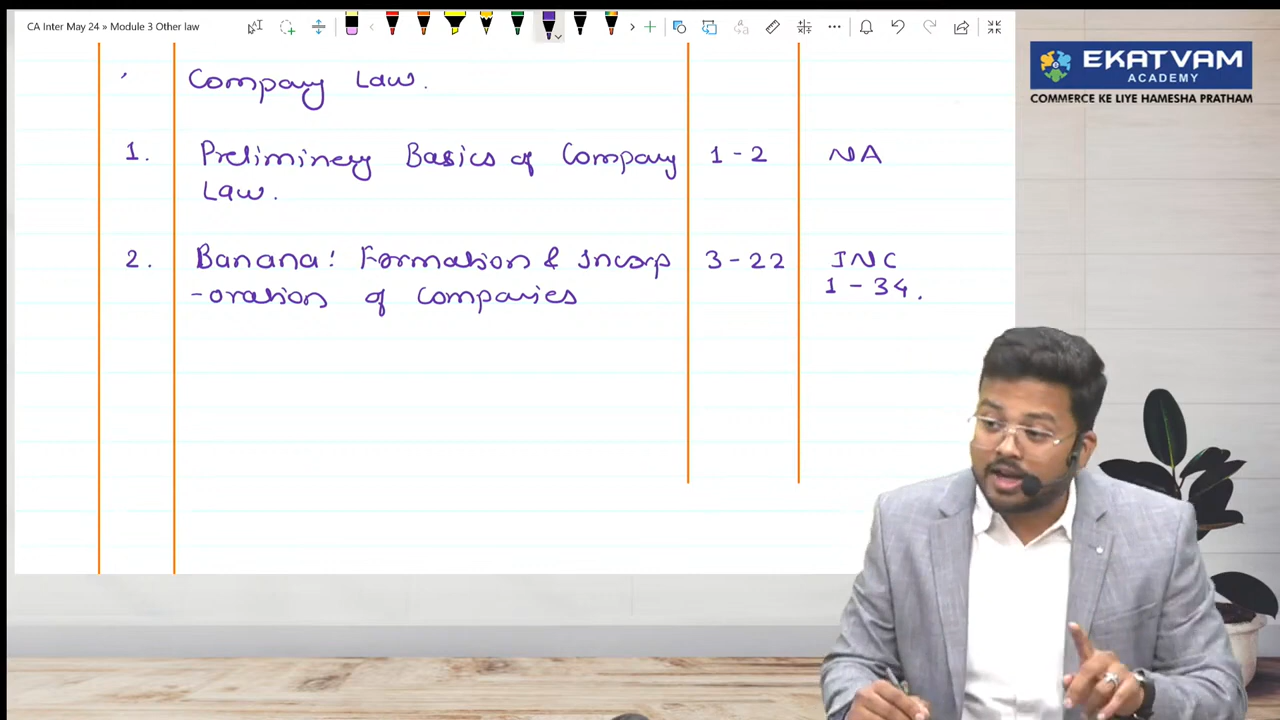 CA Inter May 24 » Module 3 Other law
EKATVAM
ACADEMY
COMMERCE KE LIYE HAMESHA PRATHAM
Company Law.
1. Preliminery Basics of Company 1 - 2 NA
Law.
2. Banana! Formation & Incorp 3 - 22 INC
-oration of Companies 1 - 34.